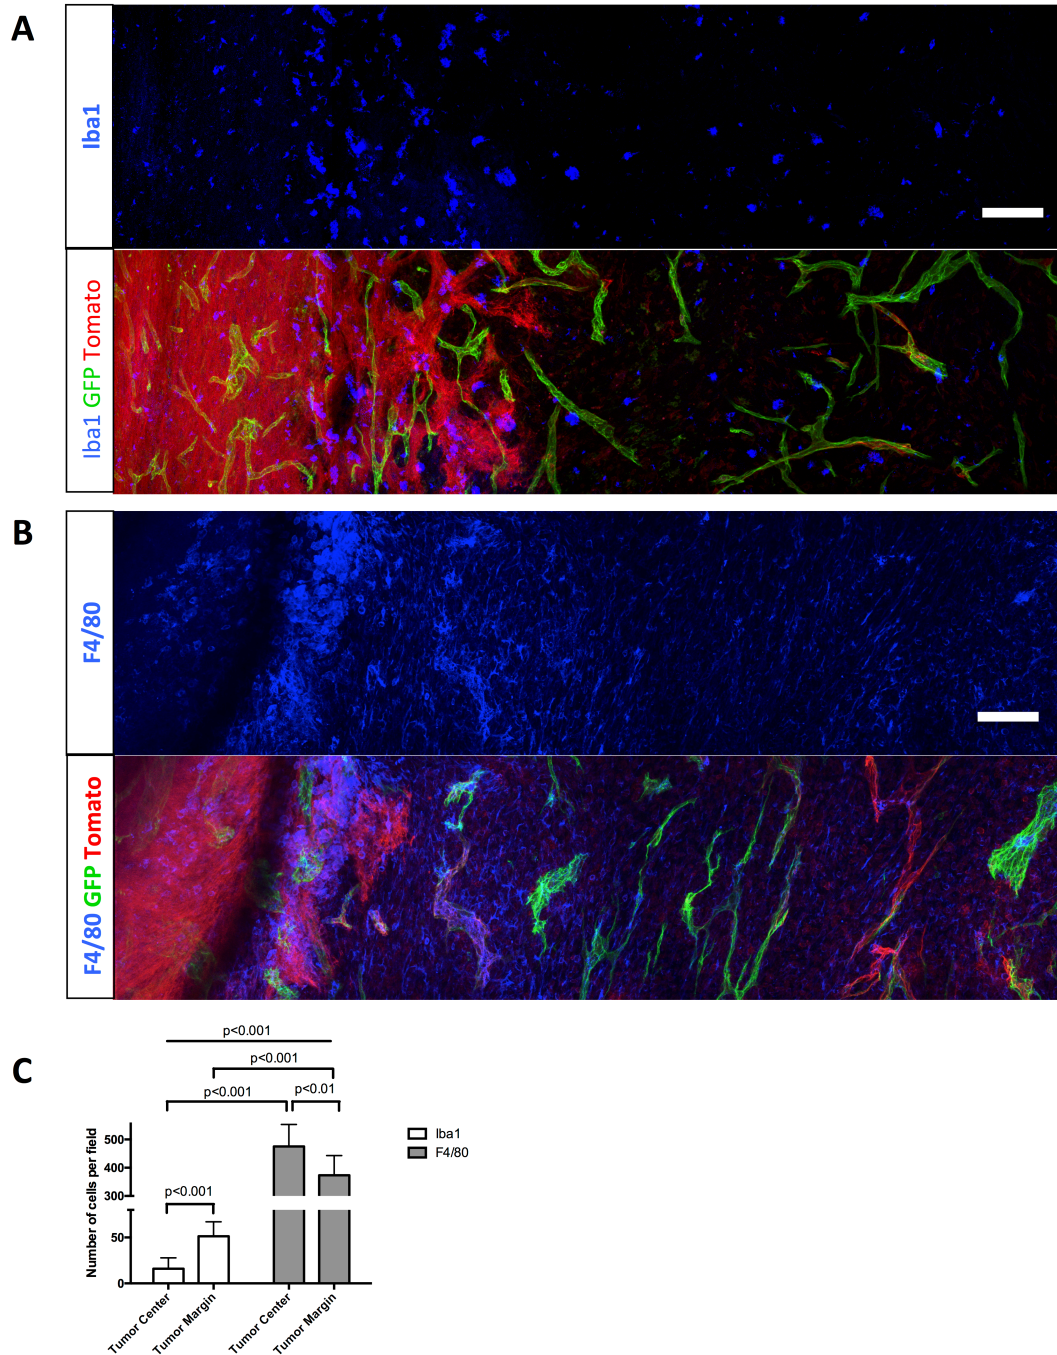 A
Iba1
Iba1 GFP Tomato
B
F4/80
F4/80 GFP Tomato
C
p<0.001
p<0.001
p<0.001
p<0.01
p<0.001
Number of cells per field
500
400
300
50
0
Iba1
F4/80
Tumor Center
Tumor Margin
Tumor Center
Tumor Margin